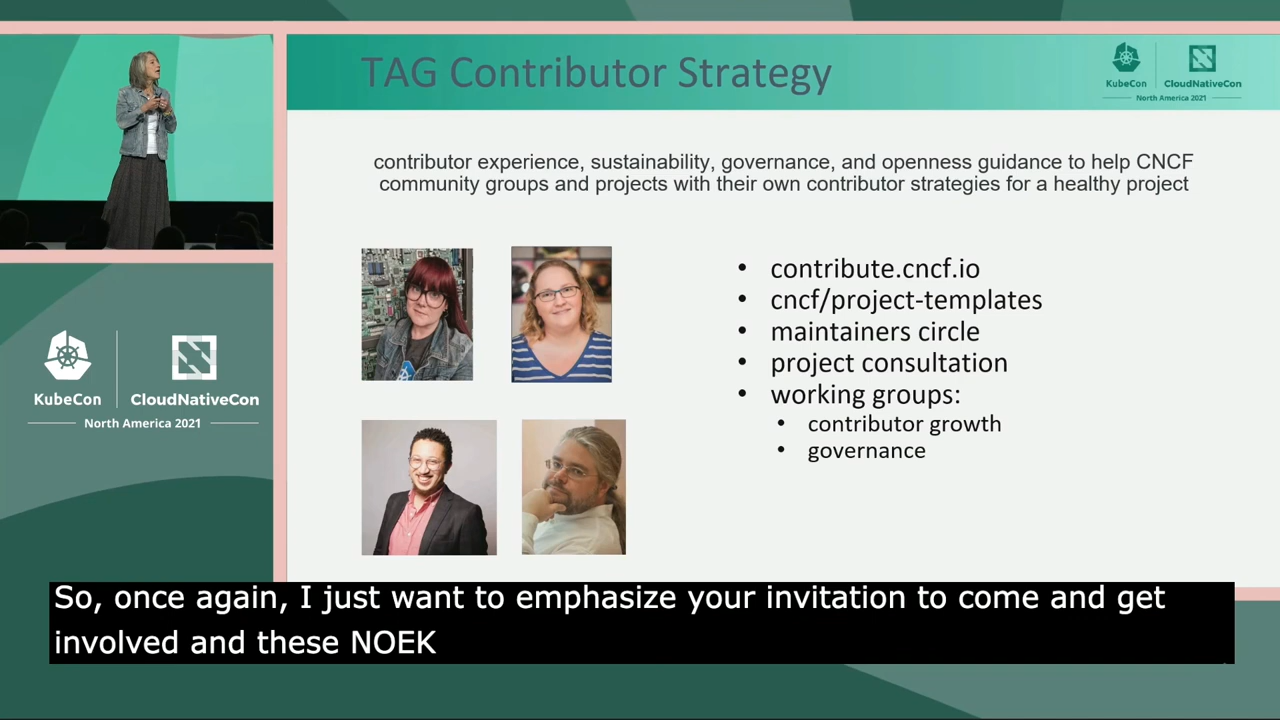 TAG Contributor Strategy
KubeCon
CloudNativeCon
North America 2021
contributor experience, sustainability, governance, and openness guidance to help CNCF
community groups and projects with their own contributor strategies for a healthy project
• contribute.cncf.io
• cncf/project-templates
• maintainers circle
• project consultation
• working groups:
• contributor growth
• governance
KubeCon
CloudNativeCon
North America 2021
So, once again, I just want to emphasize your invitation to come and get
involved and these NOEK